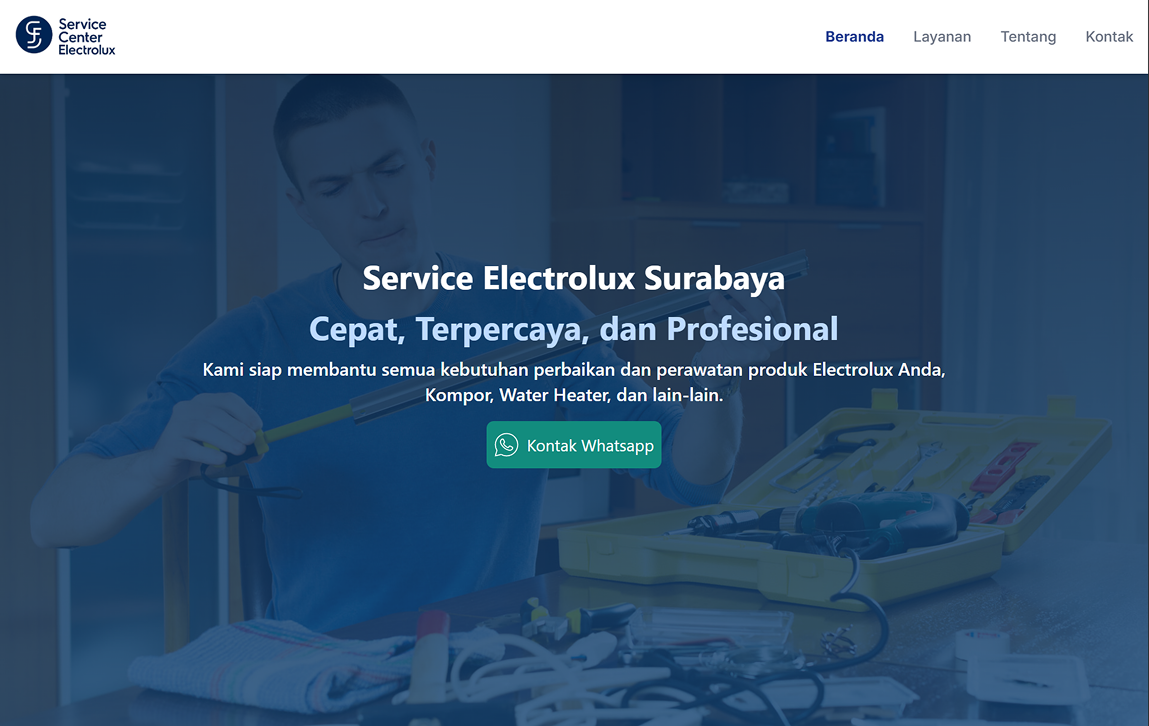 Service
Center
Electrolux
Beranda
Layanan
Tentang
Kontak
Service Electrolux Surabaya
Cepat, Terpercaya, dan Profesional
Kami siap membantu semua kebutuhan perbaikan dan perawatan produk Electrolux Anda,
Kompor, Water Heater, dan lain-lain.
Kontak Whatsapp